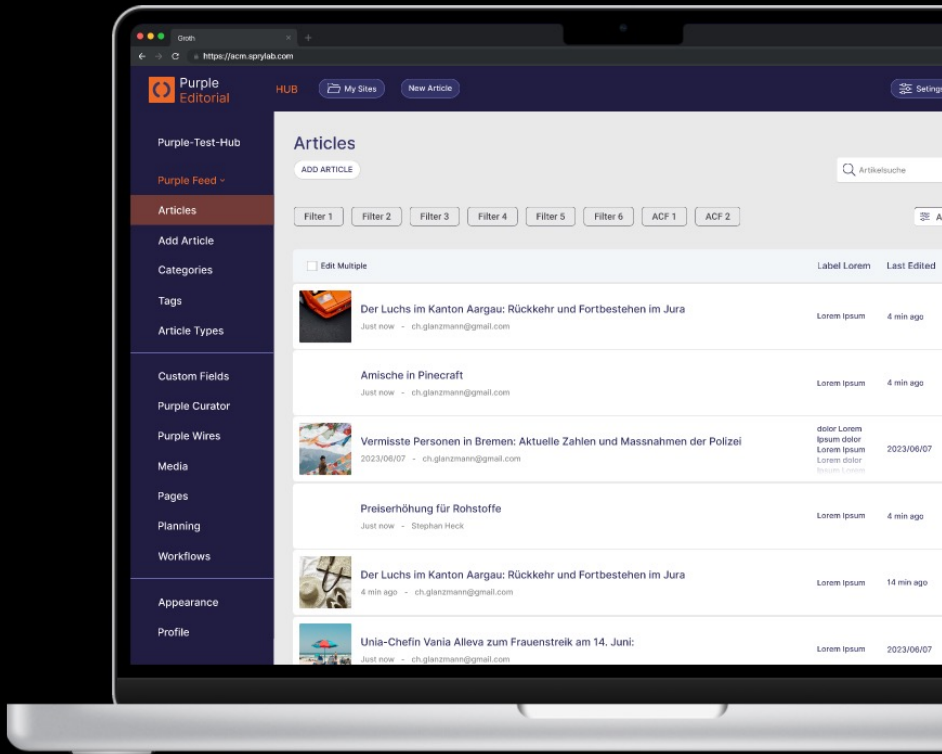 Groth
https://acm.sprylab.com
Purple
Editorial
HUB
My Sites
New Article
Setings
Purple-Test-Hub
Purple Feed
Articles
Add Article
Categories
Tags
Article Types
Custom Fields
Purple Curator
Purple Wires
Media
Pages
Planning
Workflows
Appearance
Profile
Articles
ADD ARTICLE
Artikelsuche
Filter 1
Filter 2
Filter 3
Filter 4
Filter 5
Filter 6
ACF 1
ACF 2
A
Edit Multiple
Label Lorem
Last Edited
Der Luchs im Kanton Aargau: Rückkehr und Fortbestehen im Jura
Just now - ch.glanzmann@gmail.com
Lorem Ipsum
4 min ago
Amische in Pinecraft
Just now - ch.glanzmann@gmail.com
Lorem Ipsum
4 min ago
Vermisste Personen in Bremen: Aktuelle Zahlen und Massnahmen der Polizei
2023/06/07 - ch.glanzmann@gmail.com
dolor Lorem
Ipsum dolor
Lorem Ipsum
Lorem dolor
Ipsum Lorem
2023/06/07
Preiserhöhung für Rohstoffe
Just now - Stephan Heck
Lorem Ipsum
4 min ago
Der Luchs im Kanton Aargau: Rückkehr und Fortbestehen im Jura
4 min ago - ch.glanzmann@gmail.com
Lorem Ipsum
14 min ago
Unia-Chefin Vania Alleva zum Frauenstreik am 14. Juni:
Just now - ch.glanzmann@gmail.com
Lorem Ipsum
2023/06/07